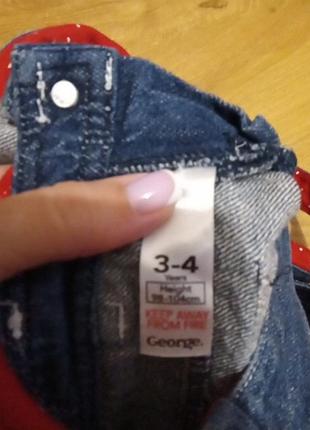 3-4
Years
Height
98-104cm
KEEP AWAY
FROM FIRE
George.